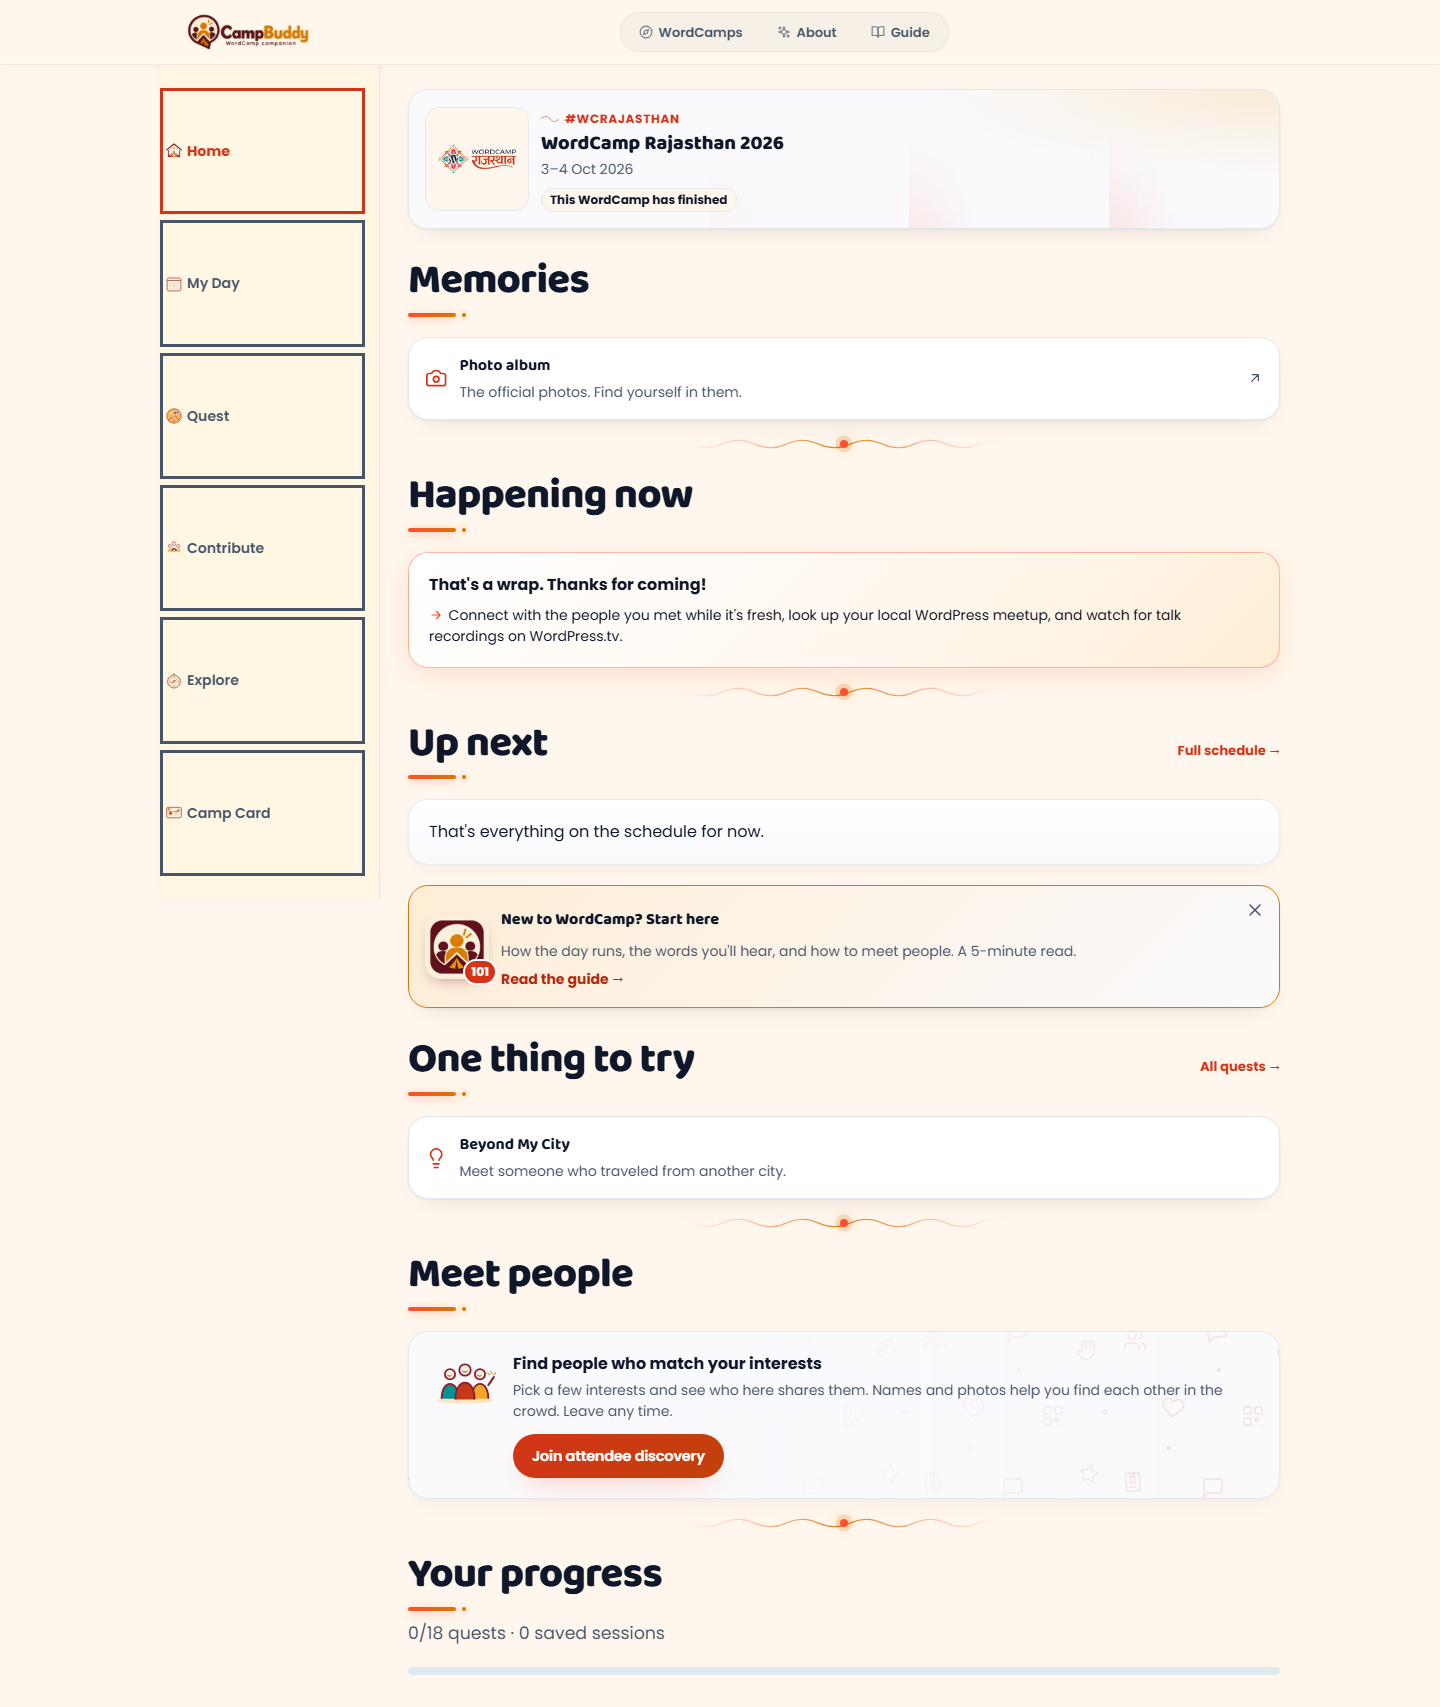 CampBuddy
WordCamp companion
WordCamps
About
Guide
Home
My Day
Quest
Contribute
Explore
Camp Card
WORDCAMP
राजस्थान
#WCRAJASTHAN
WordCamp Rajasthan 2026
3–4 Oct 2026
This WordCamp has finished
Memories
Photo album
The official photos. Find yourself in them.
Happening now
That's a wrap. Thanks for coming!
→ Connect with the people you met while it's fresh, look up your local WordPress meetup, and watch for talk
recordings on WordPress.tv.
Up next
Full schedule →
That's everything on the schedule for now.
New to WordCamp? Start here
How the day runs, the words you'll hear, and how to meet people. A 5-minute read.
101
Read the guide →
One thing to try
All quests →
Beyond My City
Meet someone who traveled from another city.
Meet people
Find people who match your interests
Pick a few interests and see who here shares them. Names and photos help you find each other in the
crowd. Leave any time.
Join attendee discovery
Your progress
0/18 quests · 0 saved sessions